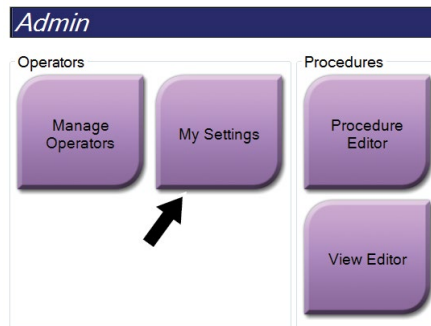 Admin
Operators
Procedures
Manage
Operators
My Settings
Procedure
Editor
View Editor